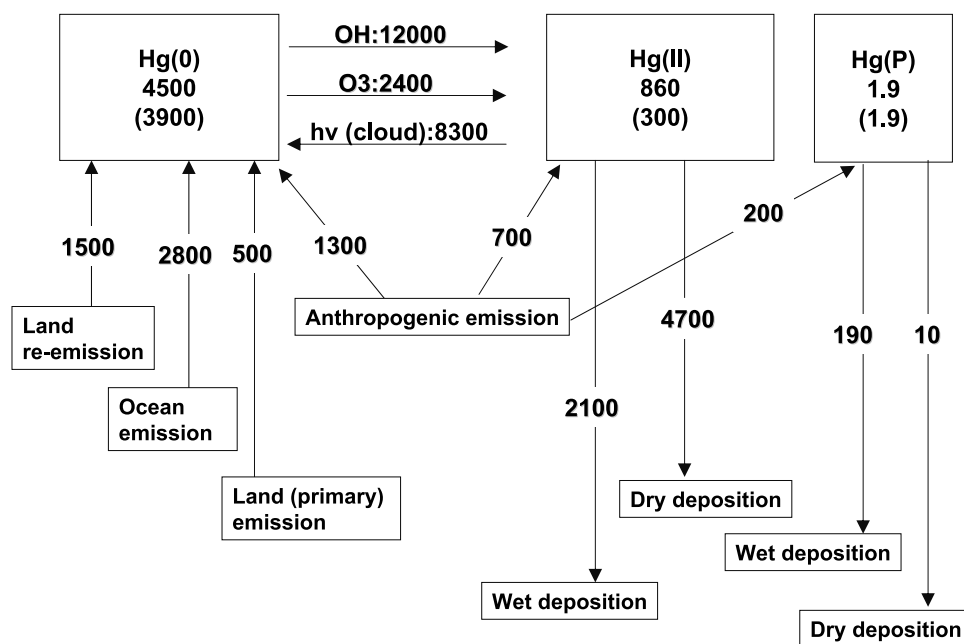 Hg(0)
4500
(3900)
OH:12000
O3:2400
hv (cloud):8300
Hg(II)
860
(300)
Hg(P)
1.9
(1.9)
1500
2800
500
1300
700
200
4700
190
10
2100
Land
re-emission
Ocean
emission
Land (primary)
emission
Anthropogenic emission
Dry deposition
Wet deposition
Wet deposition
Dry deposition